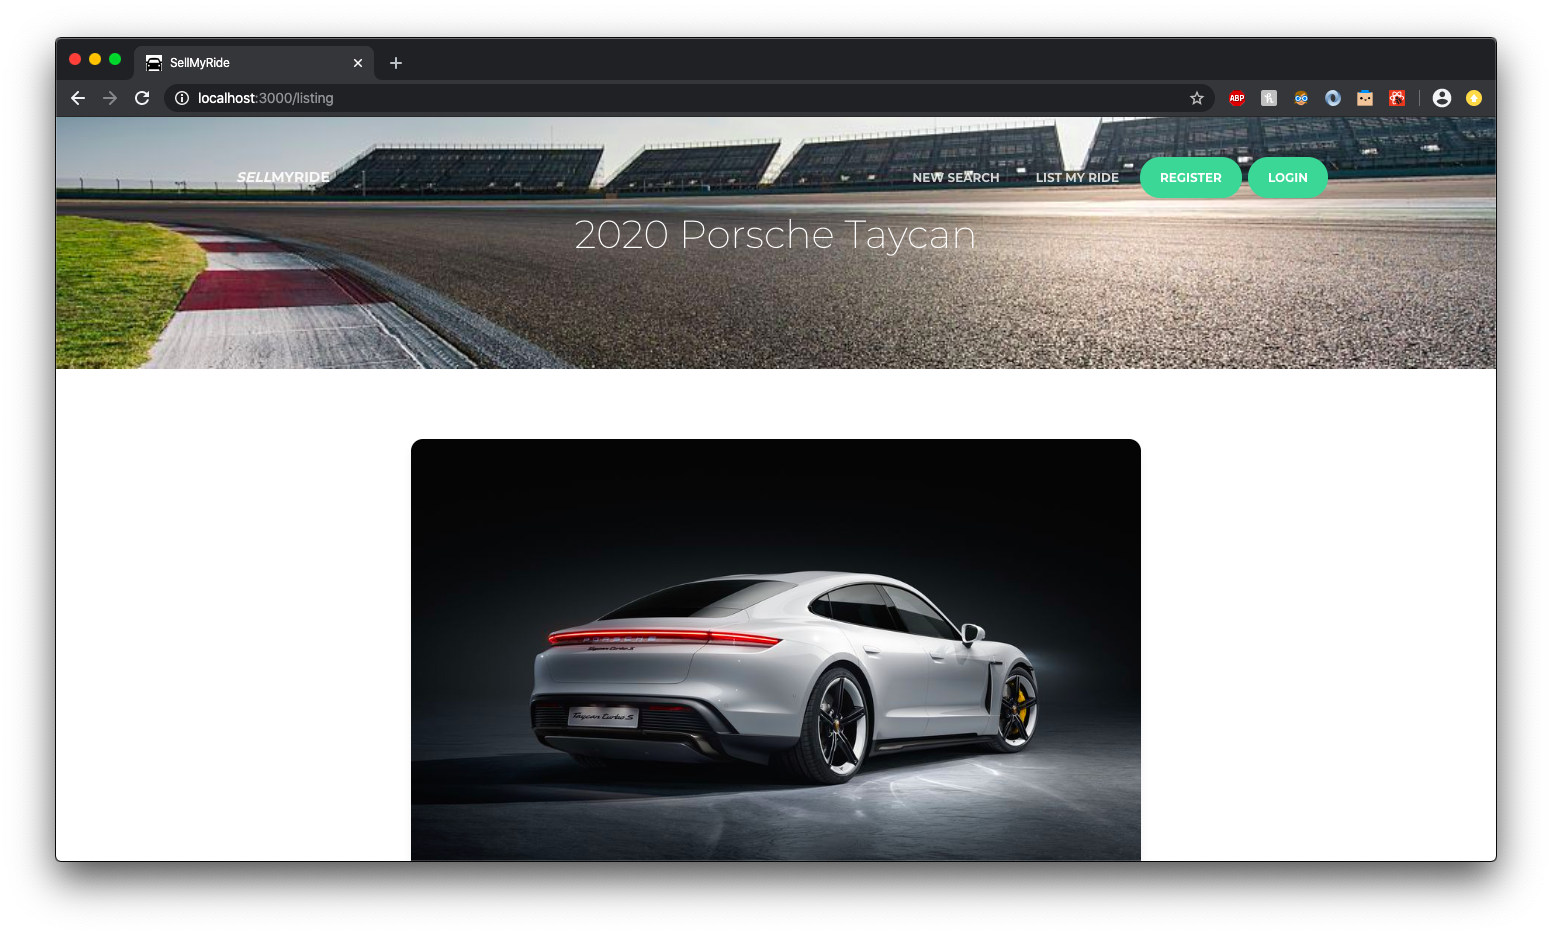 SellMyRide
localhost:3000/listing
ABP
SELLMYRIDE
NEW SEARCH
LIST MY RIDE
REGISTER
LOGIN
2020 Porsche Taycan
PORSCHE
Taycan turbo S
Taycan turbo S